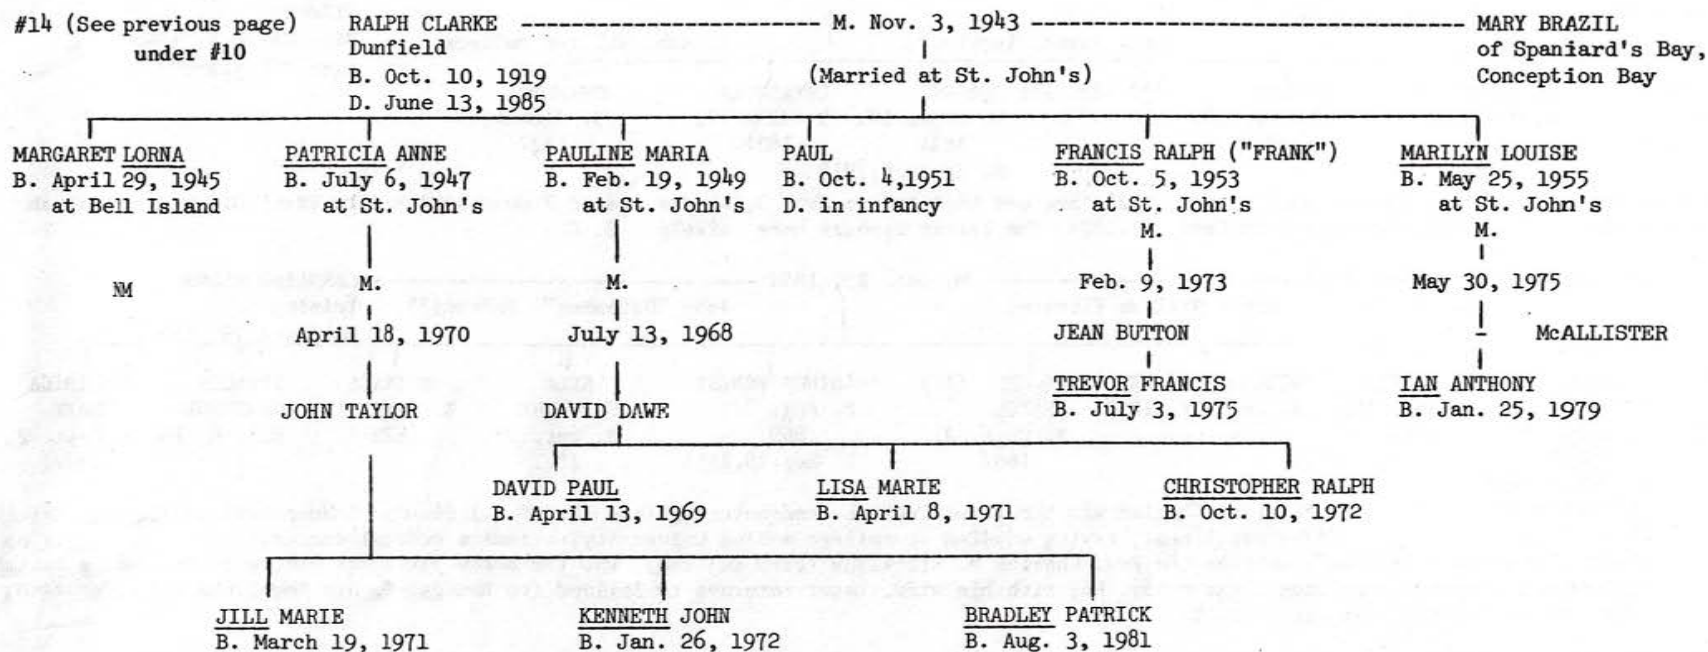 #14 (See previous page) RALPH CLARKE M. Nov. 3, 1943 MARY BRAZIL
under #10 Dunfield of Spaniard's Bay,
B. Oct. 10, 1919 (Married at St. John's) Conception Bay
D. June 13, 1985
MARGARET LORNA PATRICIA ANNE PAULINE MARIA PAUL FRANCIS RALPH ("FRANK") MARILYN LOUISE
B. April 29, 1945 B. July 6, 1947 B. Feb. 19, 1949 B. Oct. 4,1951 B. Oct. 5, 1953 B. May 25, 1955
at Bell Island at St. John's at St. John's D. in infancy at St. John's at St. John's
M. M.
NM M. M. Feb. 9, 1973 May 30, 1975
April 18, 1970 July 13, 1968 JEAN BUTTON - McALLISTER
TREVOR FRANCIS IAN ANTHONY
JOHN TAYLOR DAVID DAWE B. July 3, 1975 B. Jan. 25, 1979
DAVID PAUL LISA MARIE CHRISTOPHER RALPH
B. April 13, 1969 B. April 8, 1971 B. Oct. 10, 1972
JILL MARIE KENNETH JOHN BRADLEY PATRICK
B. March 19, 1971 B. Jan. 26, 1972 B. Aug. 3, 1981